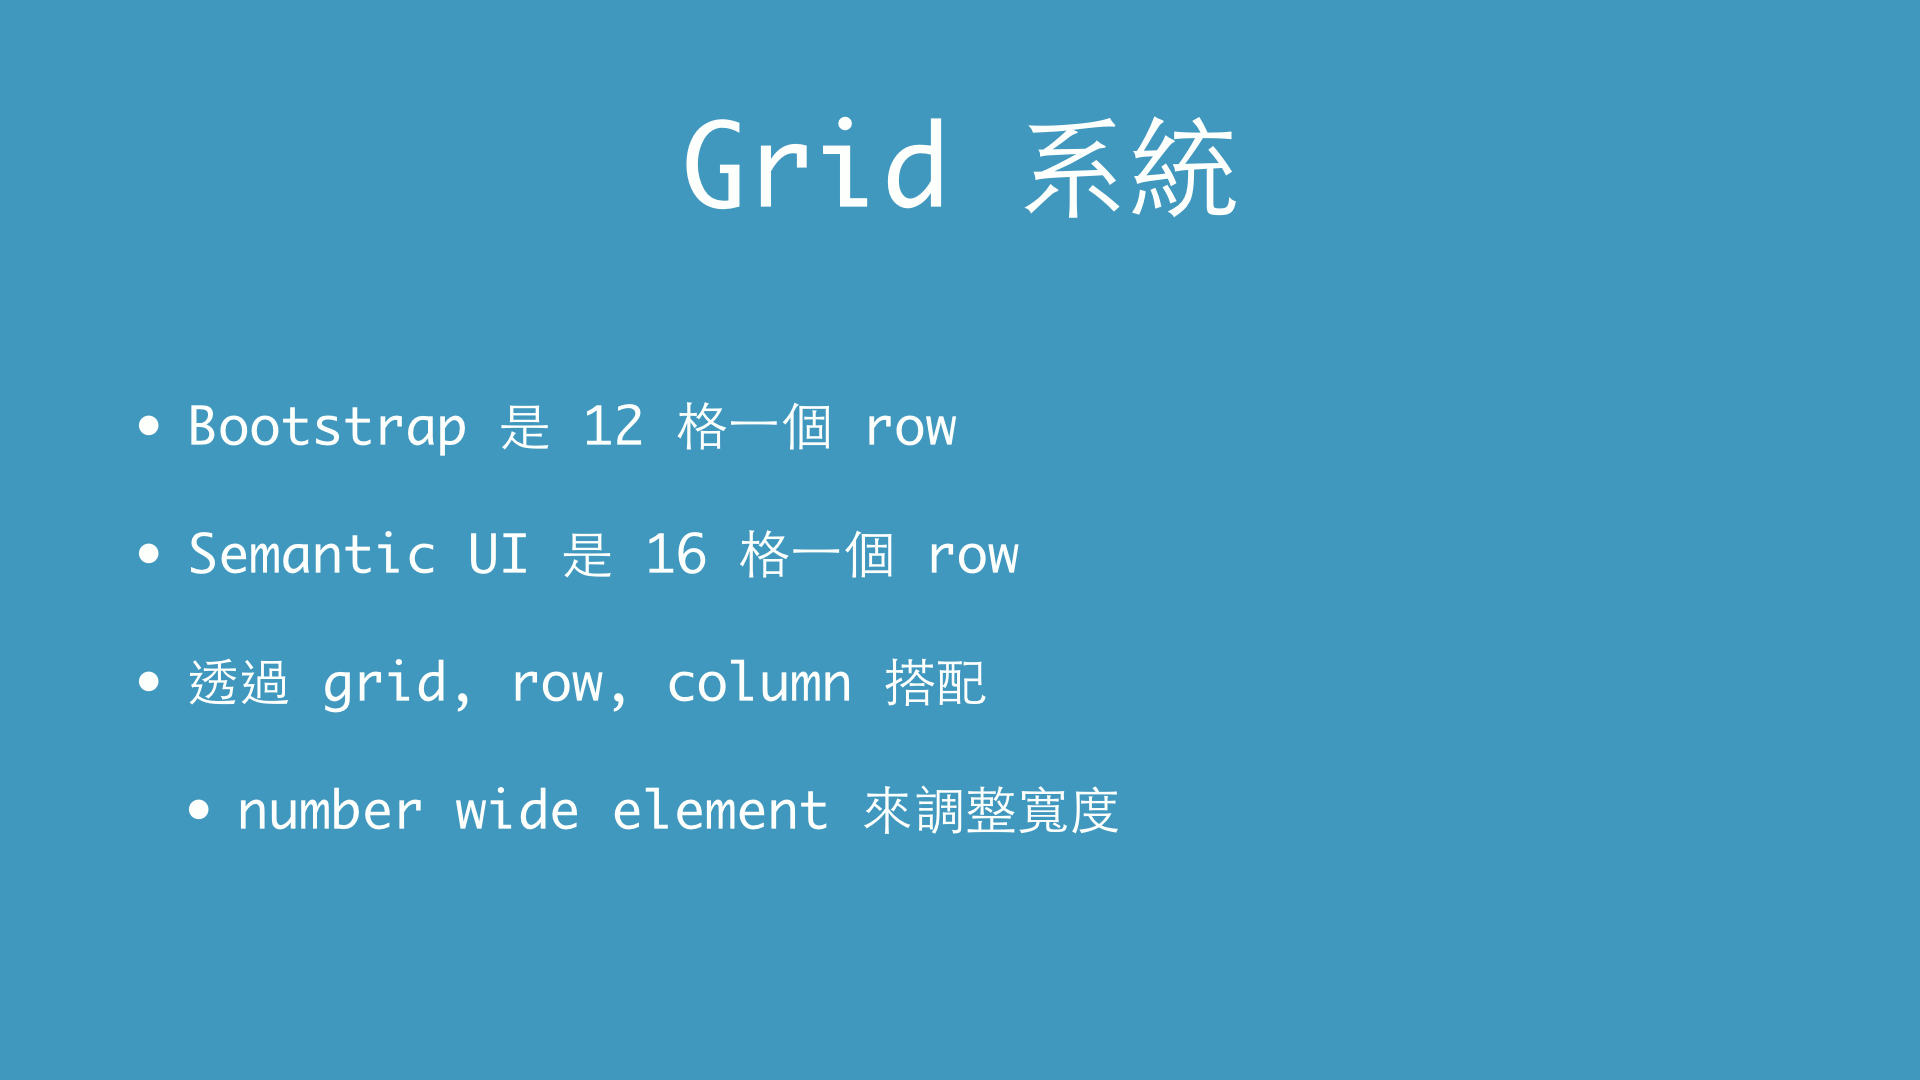 Grid 系統
• Bootstrap 是 12 格一個 row
• Semantic UI 是 16 格一個 row
• 透過 grid, row, column 搭配
• number wide element 來調整寬度